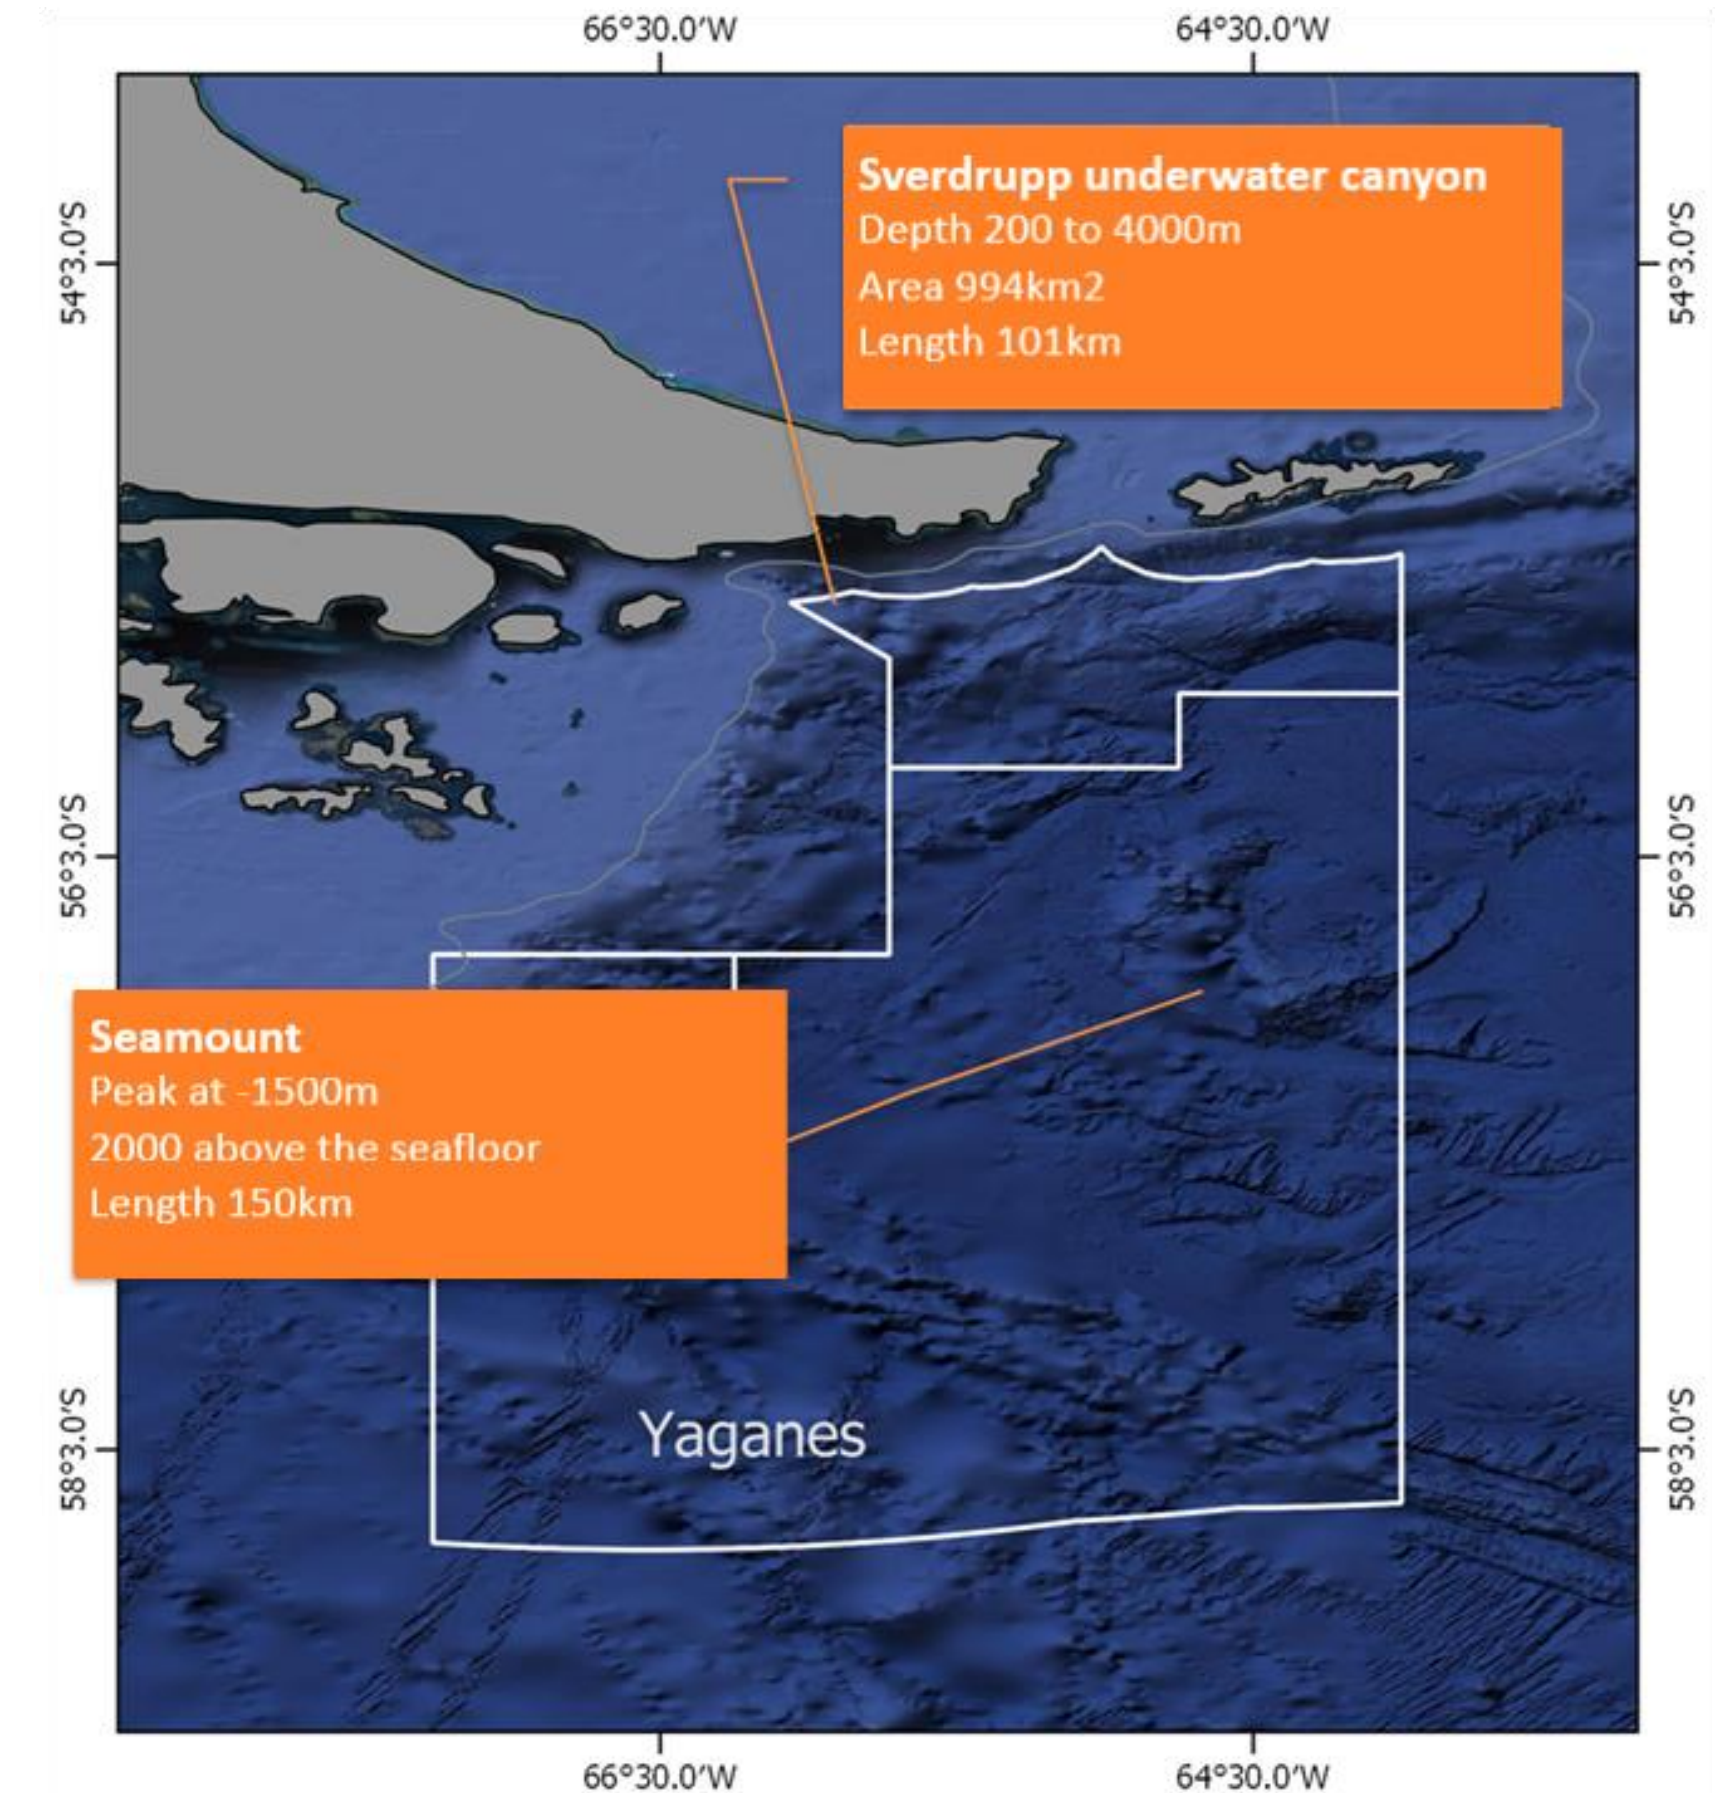 66°30.0'W
64°30.0'W
54°3.0'S
54°3.0'S
Sverdrupp underwater canyon
Depth 200 to 4000m
Area 994km2
Length 101km
56°3.0'S
56°3.0'S
Seamount
Peak at -1500m
2000 above the seafloor
Length 150km
Yaganes
58°3.0'S
58°3.0'S
66°30.0'W
64°30.0'W